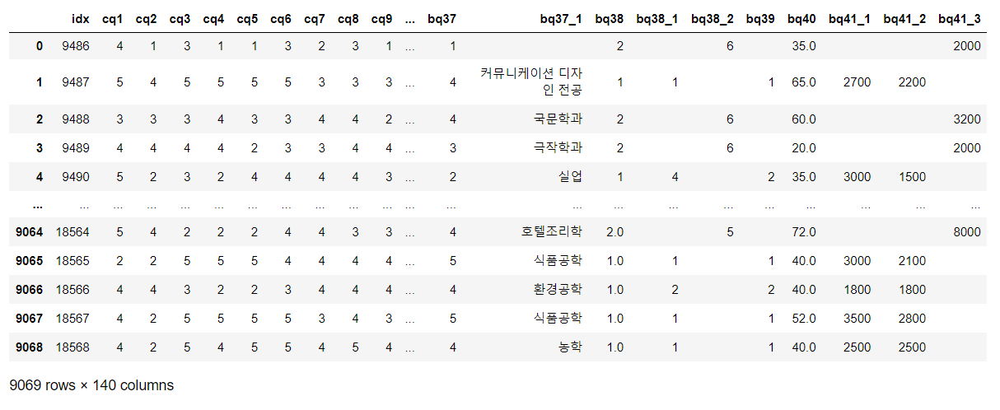 idx cq1 cq2 cq3 cq4 cq5 cq6 cq7 cq8 cq9 ... bq37 bq37_1 bq38 bq38_1 bq38_2 bq39 bq40 bq41_1 bq41_2 bq41_3
0 9486 4 1 3 1 1 3 2 3 1 ... 1 2 6 35.0 2000
1 9487 5 4 5 5 5 5 3 3 3 ... 4 커뮤니케이션 디자 1 1 1 65.0 2700 2200
인 전공
2 9488 3 3 3 4 3 3 4 4 2 ... 4 국문학과 2 6 60.0 3200
3 9489 4 4 4 4 2 3 3 4 4 ... 3 극작학과 2 6 20.0 2000
4 9490 5 2 3 2 4 4 4 4 3 ... 2 실업 1 4 2 35.0 3000 1500
... ... ... ... ... ... ... ... ... ... ... ... ... ... ... ... ... ... ... ... ... ...
9064 18564 5 4 2 2 2 4 4 3 3 ... 4 호텔조리학 2.0 5 72.0 8000
9065 18565 2 2 5 5 5 4 4 4 4 ... 5 식품공학 1.0 1 1 40.0 3000 2100
9066 18566 4 4 3 2 2 3 4 4 4 ... 4 환경공학 1.0 2 2 40.0 1800 1800
9067 18567 4 2 5 5 5 5 3 4 3 ... 5 식품공학 1.0 1 1 52.0 3500 2800
9068 18568 4 2 5 4 5 5 4 5 4 ... 4 농학 1.0 1 1 40.0 2500 2500
9069 rows × 140 columns